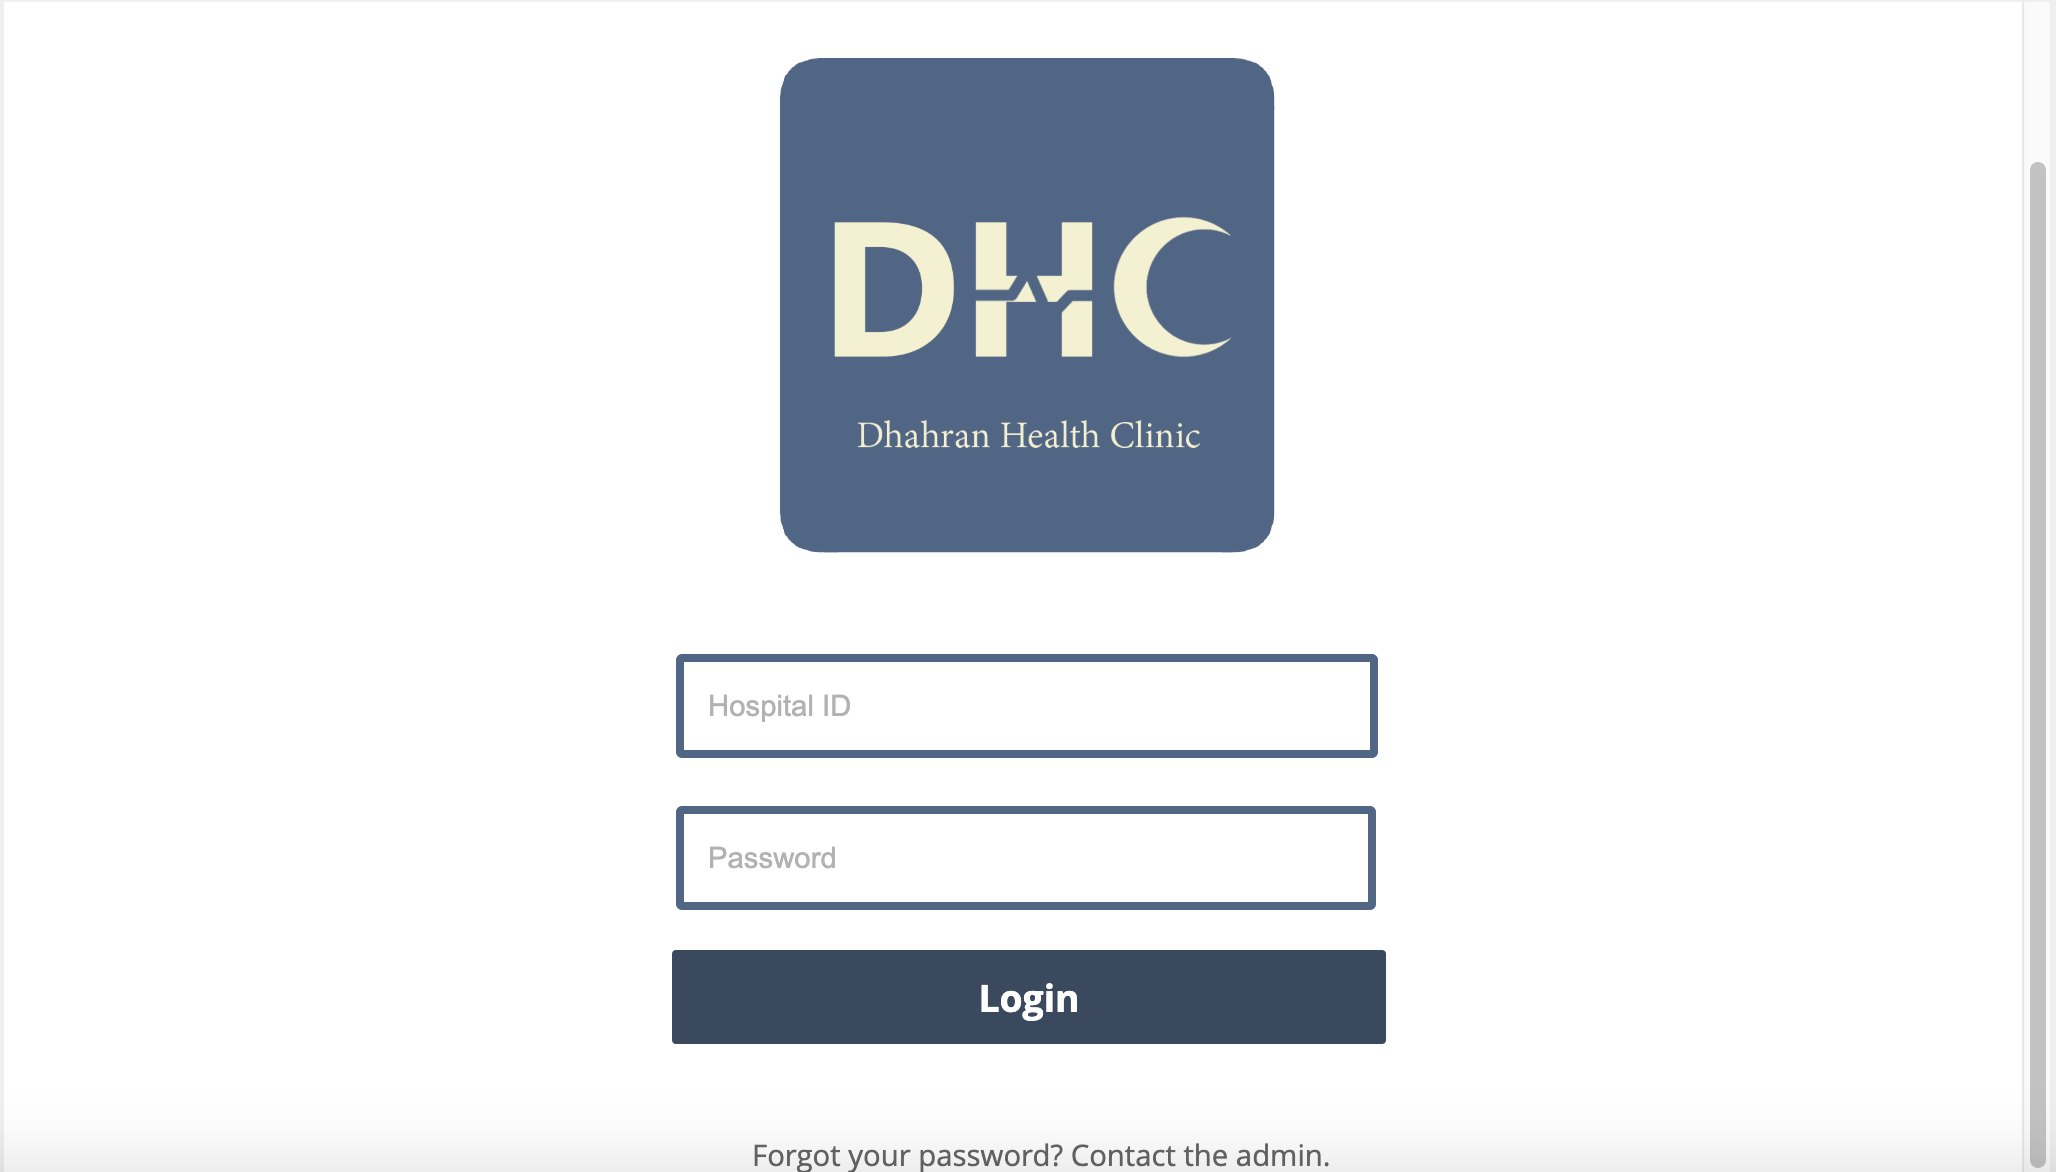 DHC
Dhahran Health Clinic
Hospital ID
Password
Login
Forgot your password? Contact the admin.